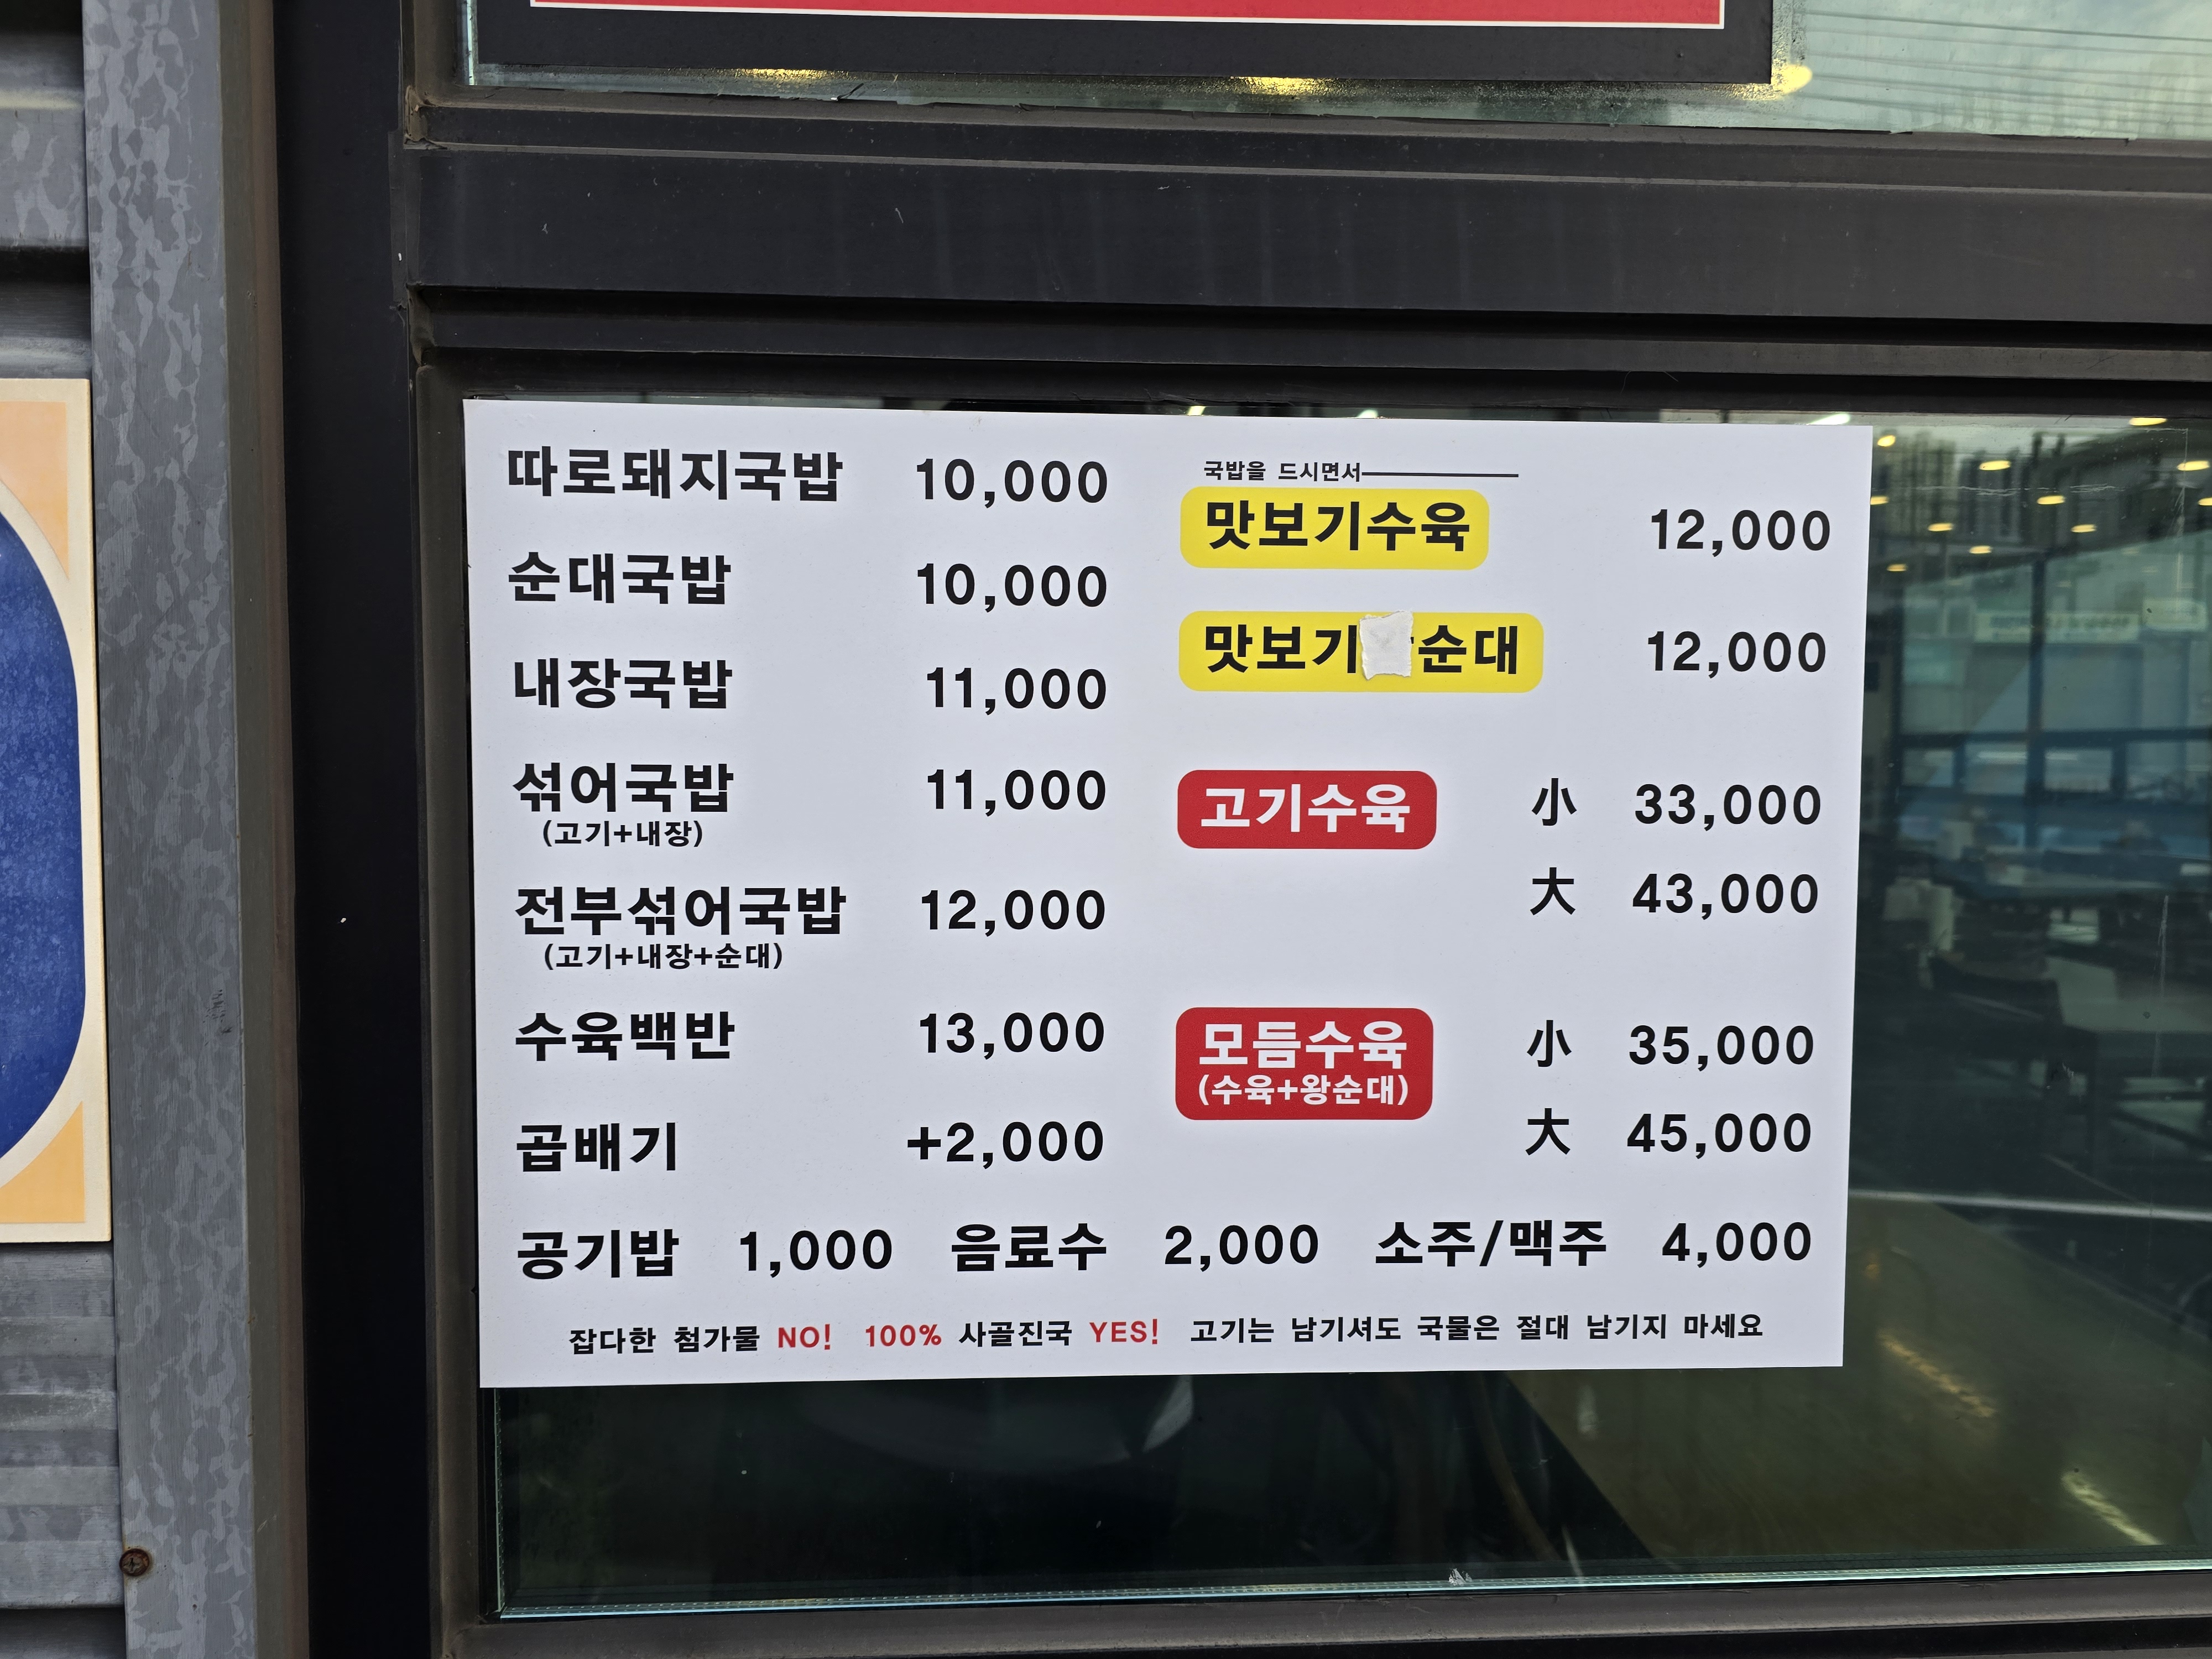 따로돼지국밥 10,000
순대국밥 10,000
내장국밥 11,000
섞어국밥 11,000
(고기+내장)
전부섞어국밥 12,000
(고기+내장+순대)
수육백반 13,000
곱배기 +2,000
국밥을 드시면서
맛보기수육 12,000
맛보기 순대 12,000
고기수육 小 33,000
大 43,000
모듬수육 小 35,000
(수육+왕순대)
大 45,000
공기밥 1,000 음료수 2,000 소주/맥주 4,000
잡다한 첨가물 NO! 100% 사골진국 YES! 고기는 남기셔도 국물은 절대 남기지 마세요